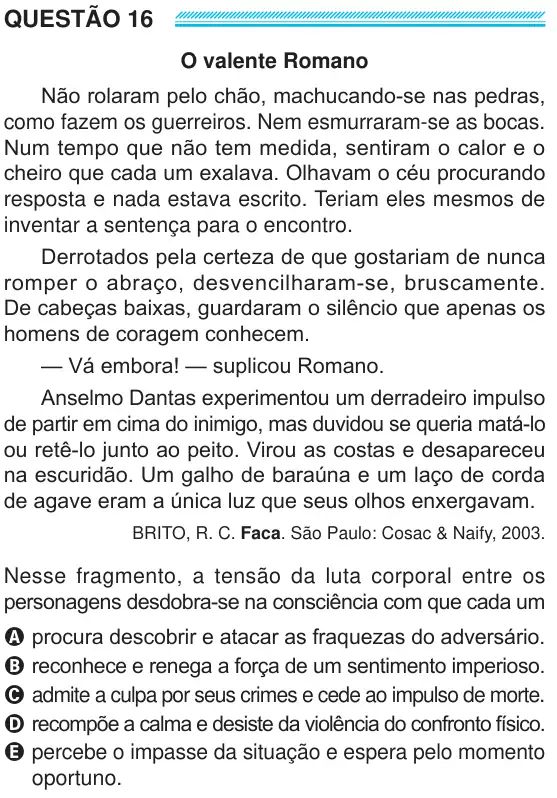 QUESTÃO 16
O valente Romano
Não rolaram pelo chão, machucando-se nas pedras,
como fazem os guerreiros. Nem esmurraram-se as bocas.
Num tempo que não tem medida, sentiram o calor e o
cheiro que cada um exalava. Olhavam o céu procurando
resposta e nada estava escrito. Teriam eles mesmos de
inventar a sentença para o encontro.
Derrotados pela certeza de que gostariam de nunca
romper o abraço, desvencilharam-se, bruscamente.
De cabeças baixas, guardaram o silêncio que apenas os
homens de coragem conhecem.
— Vá embora! — suplicou Romano.
Anselmo Dantas experimentou um derradeiro impulso
de partir em cima do inimigo, mas duvidou se queria matá-lo
ou retê-lo junto ao peito. Virou as costas e desapareceu
na escuridão. Um galho de baraúna e um laço de corda
de agave eram a única luz que seus olhos enxergavam.
BRITO, R. C. Faca. São Paulo: Cosac & Naify, 2003.
Nesse fragmento, a tensão da luta corporal entre os
personagens desdobra-se na consciência com que cada um
A procura descobrir e atacar as fraquezas do adversário.
B reconhece e renega a força de um sentimento imperioso.
C admite a culpa por seus crimes e cede ao impulso de morte.
D recompõe a calma e desiste da violência do confronto físico.
E percebe o impasse da situação e espera pelo momento
oportuno.